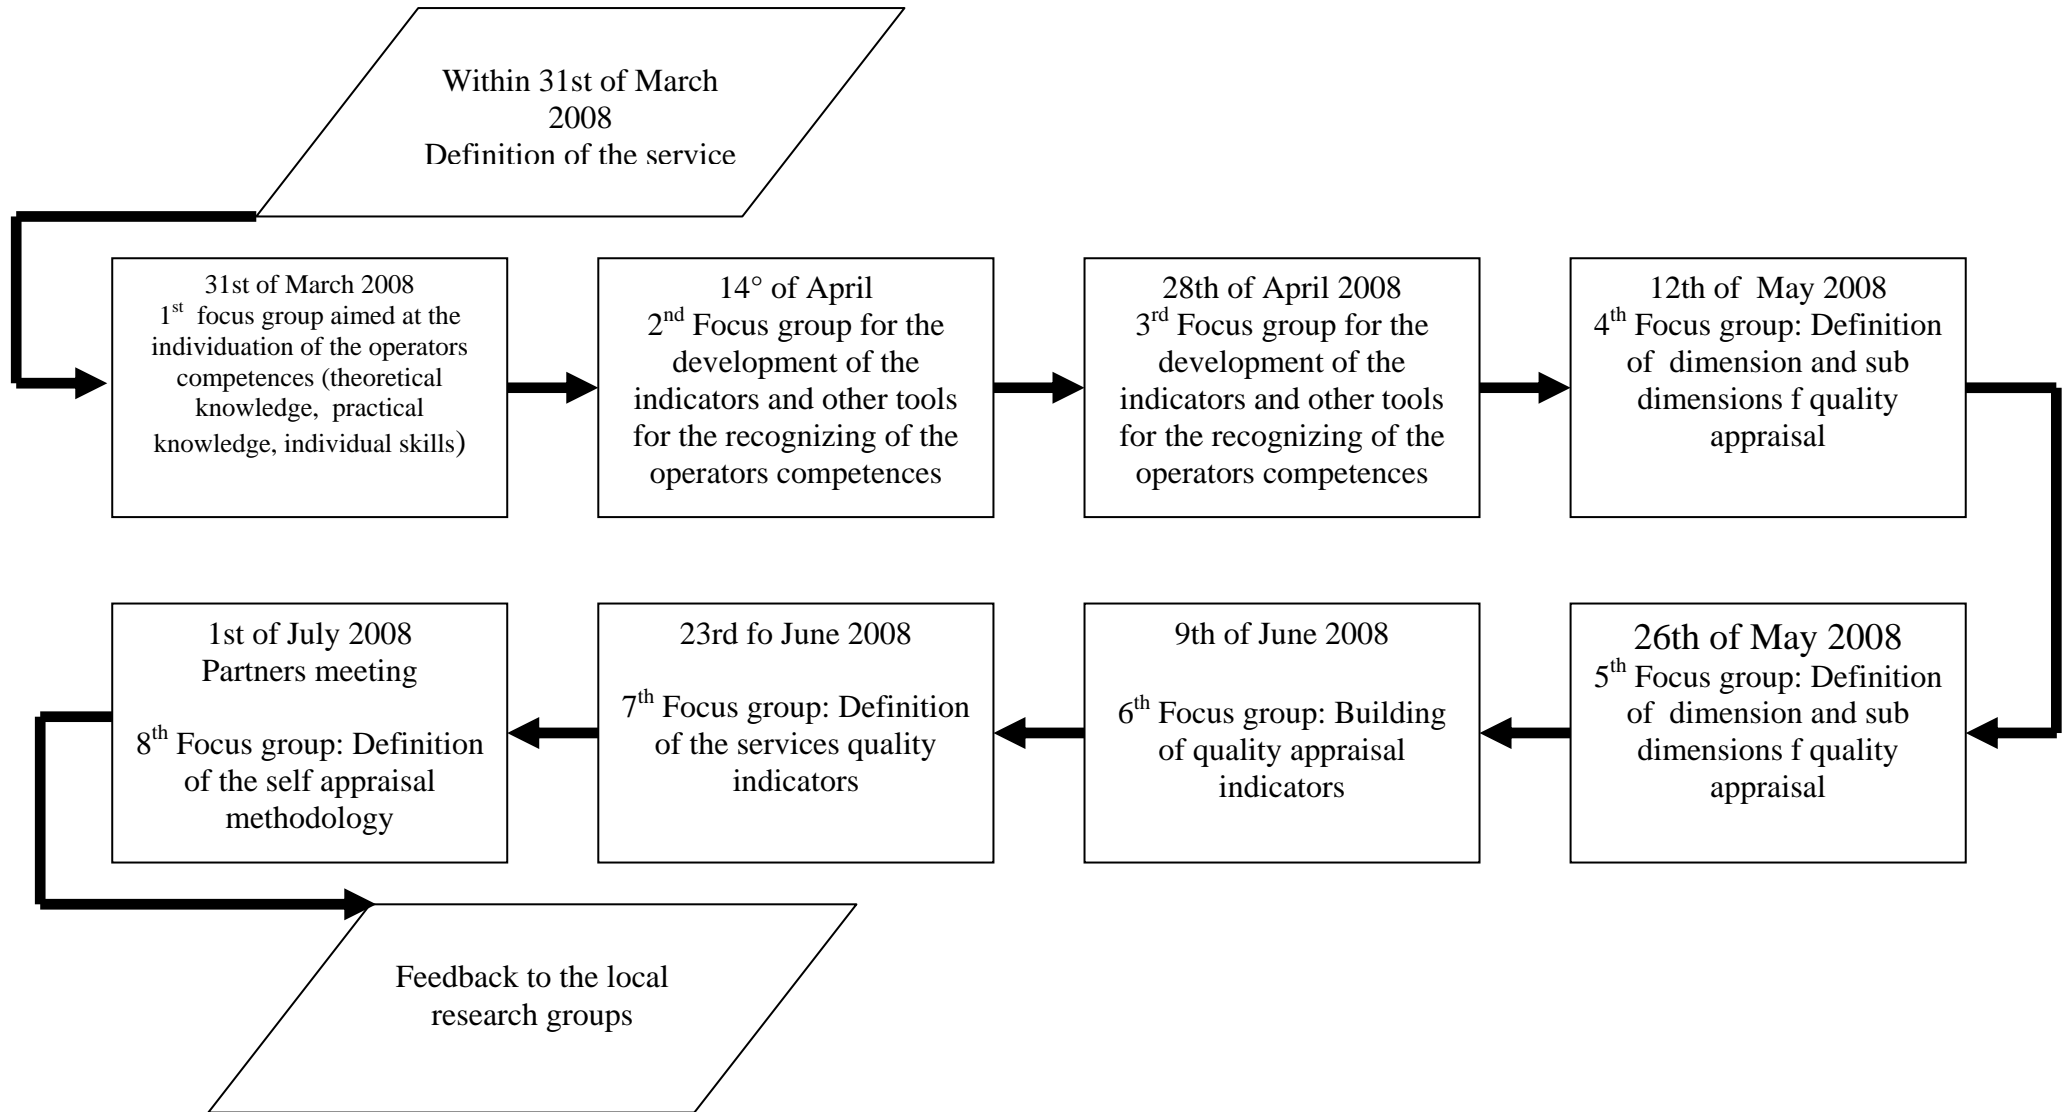 Within 31st of March
2008
Definition of the service
31st of March 2008
1st focus group aimed at the
individuation of the operators
competences (theoretical
knowledge, practical
knowledge, individual skills)
14° of April
2nd Focus group for the
development of the
indicators and other tools
for the recognizing of the
operators competences
28th of April 2008
3rd Focus group for the
development of the
indicators and other tools
for the recognizing of the
operators competences
12th of May 2008
4th Focus group: Definition
of dimension and sub
dimensions f quality
appraisal
26th of May 2008
5th Focus group: Definition
of dimension and sub
dimensions f quality
appraisal
9th of June 2008
6th Focus group: Building
of quality appraisal
indicators
23rd fo June 2008
7th Focus group: Definition
of the services quality
indicators
1st of July 2008
Partners meeting
8th Focus group: Definition
of the self appraisal
methodology
Feedback to the local
research groups